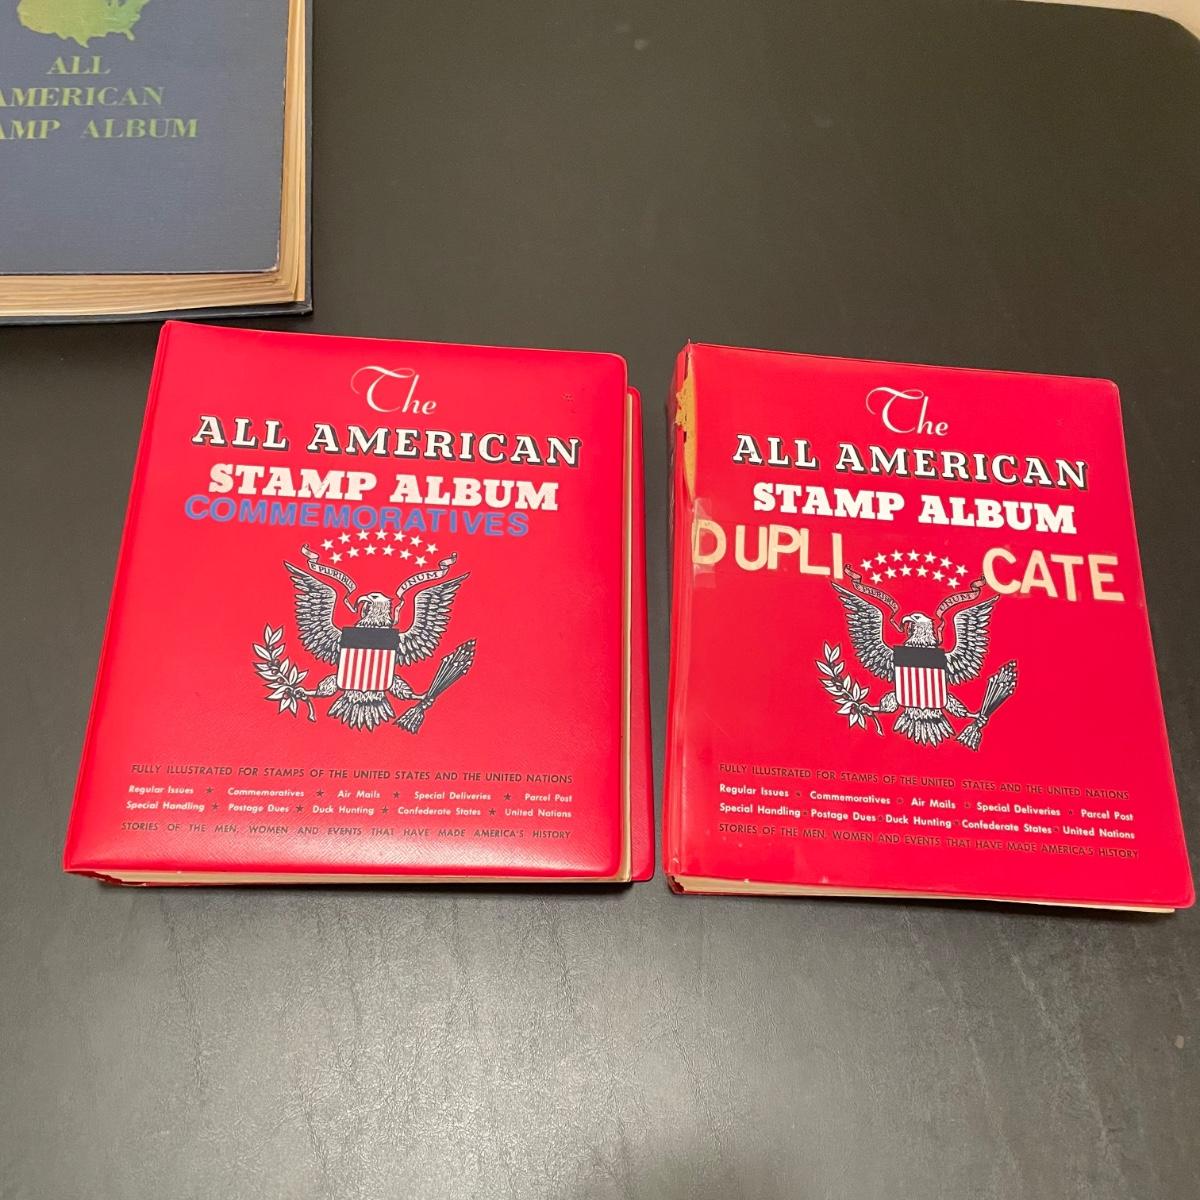 ALL
AMERICAN
AMP ALBUM
The
ALL AMERICAN
STAMP ALBUM
COMMEMORATIVES
E PLURIBUS UNUM
FULLY ILLUSTRATED FOR STAMPS OF THE UNITED STATES AND THE UNITED NATIONS
Regular Issues ★ Commemoratives ★ Air Mails ★ Special Deliveries ★ Parcel Post
Special Handling ★ Postage Dues ★ Duck Hunting ★ Confederate States ★ United Nations
STORIES OF THE MEN, WOMEN AND EVENTS THAT HAVE MADE AMERICA'S HISTORY
The
ALL AMERICAN
STAMP ALBUM
DUPLI CATE
E PLURIBUS UNUM
FULLY ILLUSTRATED FOR STAMPS OF THE UNITED STATES AND THE UNITED NATIONS
Regular Issues ★ Commemoratives ★ Air Mails ★ Special Deliveries ★ Parcel Post
Special Handling ★ Postage Dues ★ Duck Hunting ★ Confederate States ★ United Nations
STORIES OF THE MEN, WOMEN AND EVENTS THAT HAVE MADE AMERICA'S HISTORY